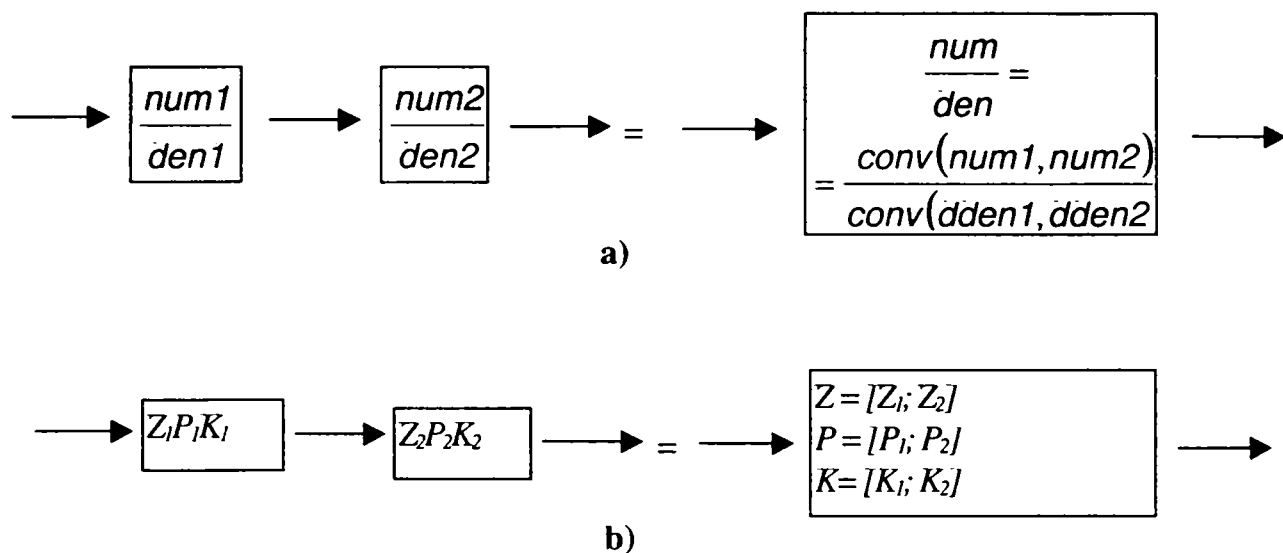 num1
den1
num2
den2
=
num
den
=
= conv(num1,num2)
conv(dden1,dden2
a)
Z₁P₁K₁
Z₂P₂K₂
=
Z = [Z₁; Z₂]
P = [P₁; P₂]
K= [K₁; K₂]
b)